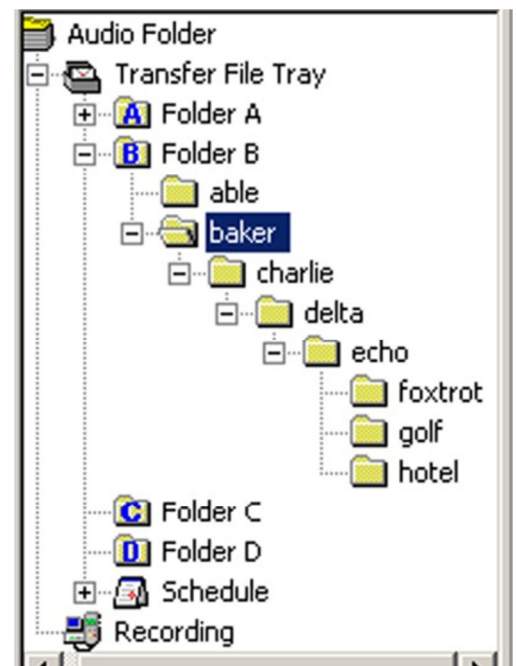 Audio Folder
Transfer File Tray
A Folder A
B Folder B
able
baker
charlie
delta
echo
foxtrot
golf
hotel
C Folder C
D Folder D
Schedule
Recording